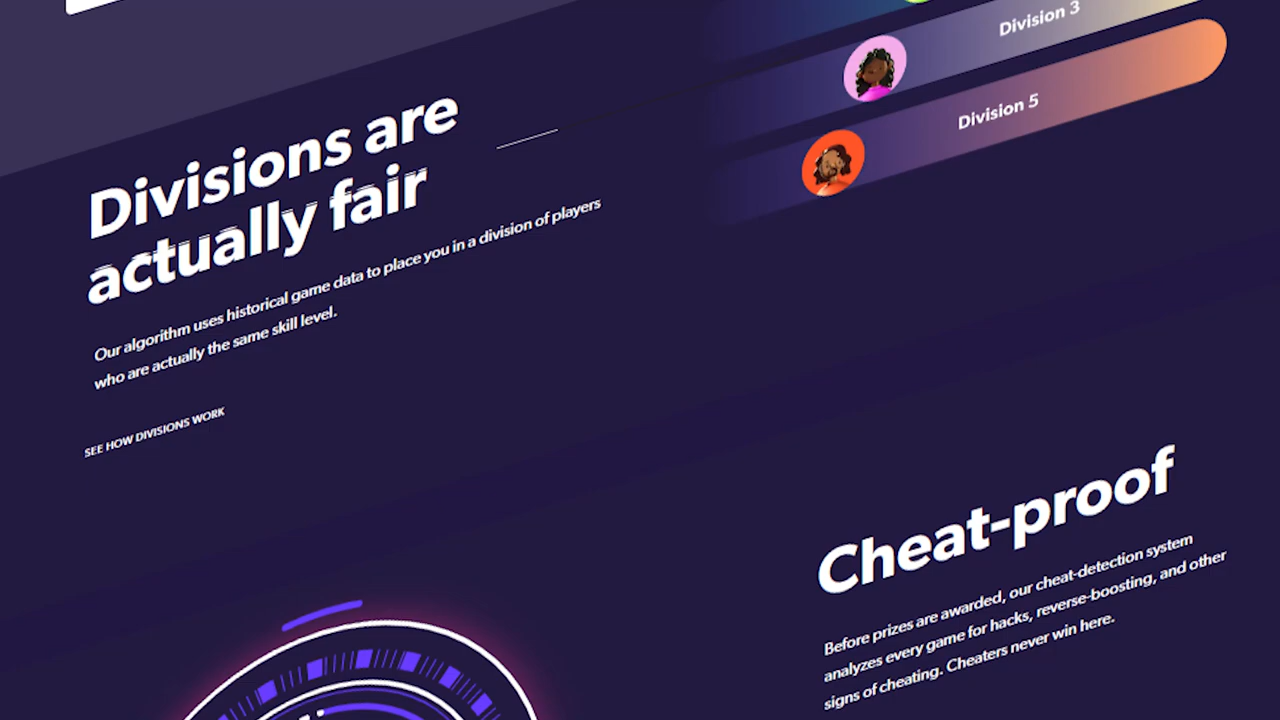 Division 3
Division 5
Divisions are
actually fair
Our algorithm uses historical game data to place you in a division of players
who are actually the same skill level.
SEE HOW DIVISIONS WORK
Cheat-proof
Before prizes are awarded, our cheat-detection system
analyzes every game for hacks, reverse-boosting, and other
signs of cheating. Cheaters never win here.